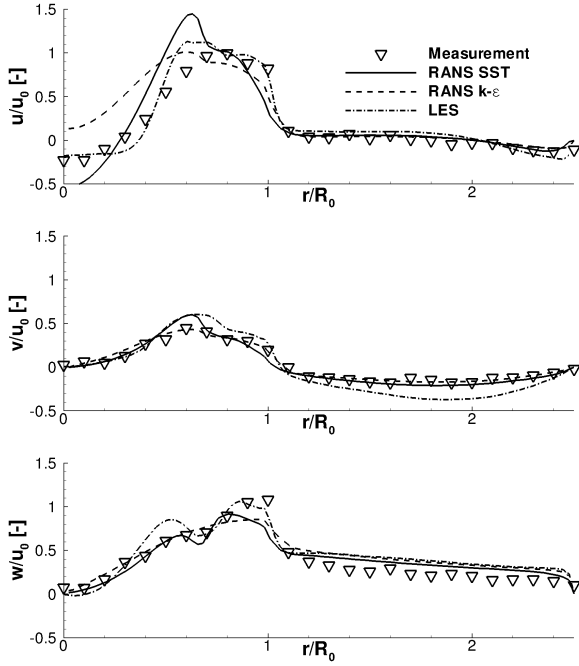 1.5
1
0.5
0
-0.5
u/u₀ [-]
Measurement
RANS SST
RANS k-ε
LES
0 1 2
r/R₀
1.5
1
0.5
0
-0.5
v/u₀ [-]
0 1 2
r/R₀
1.5
1
0.5
0
-0.5
w/u₀ [-]
0 1 2
r/R₀